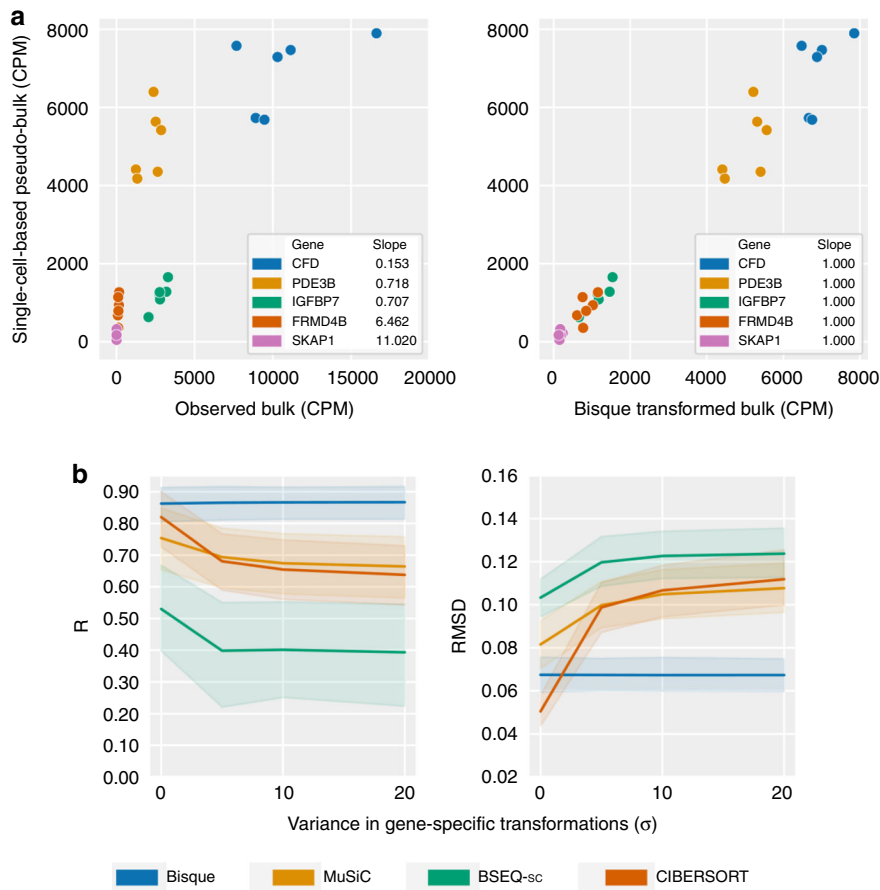 a
Single-cell-based pseudo-bulk (CPM)
8000
6000
4000
2000
0
0 5000 10000 15000 20000
Observed bulk (CPM)
Gene Slope
CFD 0.153
PDE3B 0.718
IGFBP7 0.707
FRMD4B 6.462
SKAP1 11.020
8000
6000
4000
2000
0
0 2000 4000 6000 8000
Bisque transformed bulk (CPM)
Gene Slope
CFD 1.000
PDE3B 1.000
IGFBP7 1.000
FRMD4B 1.000
SKAP1 1.000
b
R
0.90
0.80
0.70
0.60
0.50
0.40
0.30
0.20
0.10
0.00
0 10 20
RMSD
0.16
0.14
0.12
0.10
0.08
0.06
0.04
0.02
0 10 20
Variance in gene-specific transformations (σ)
Bisque MuSiC BSEQ-sc CIBERSORT